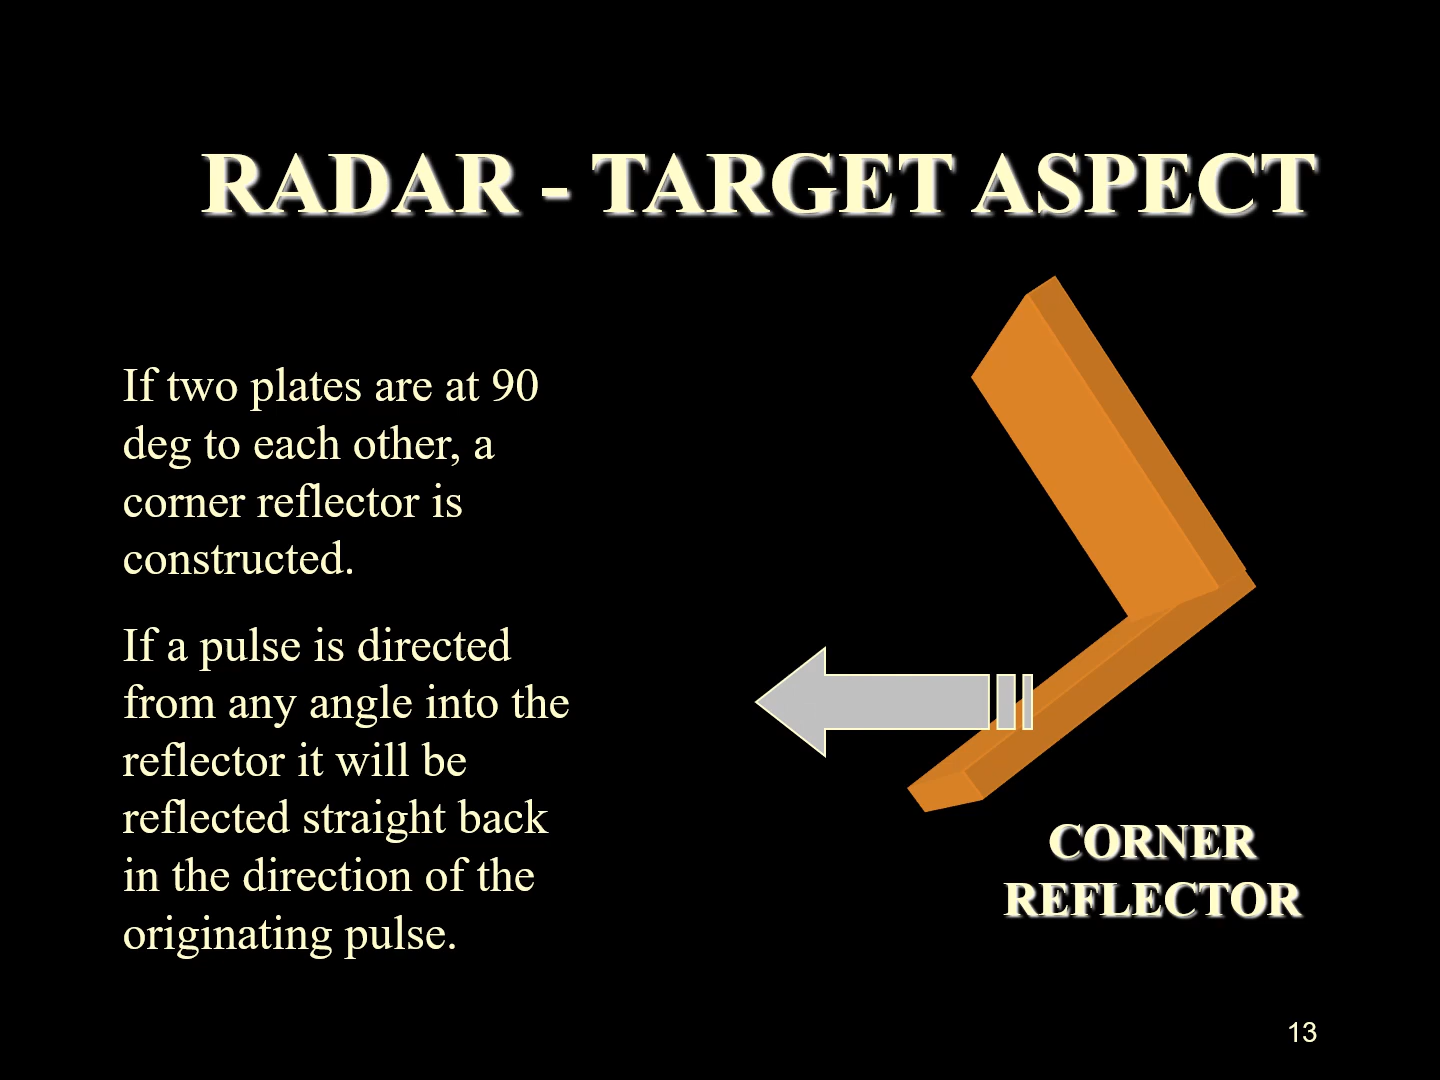 RADAR - TARGET ASPECT
If two plates are at 90
deg to each other, a
corner reflector is
constructed.
If a pulse is directed
from any angle into the
reflector it will be
reflected straight back
in the direction of the
originating pulse.
CORNER
REFLECTOR
13